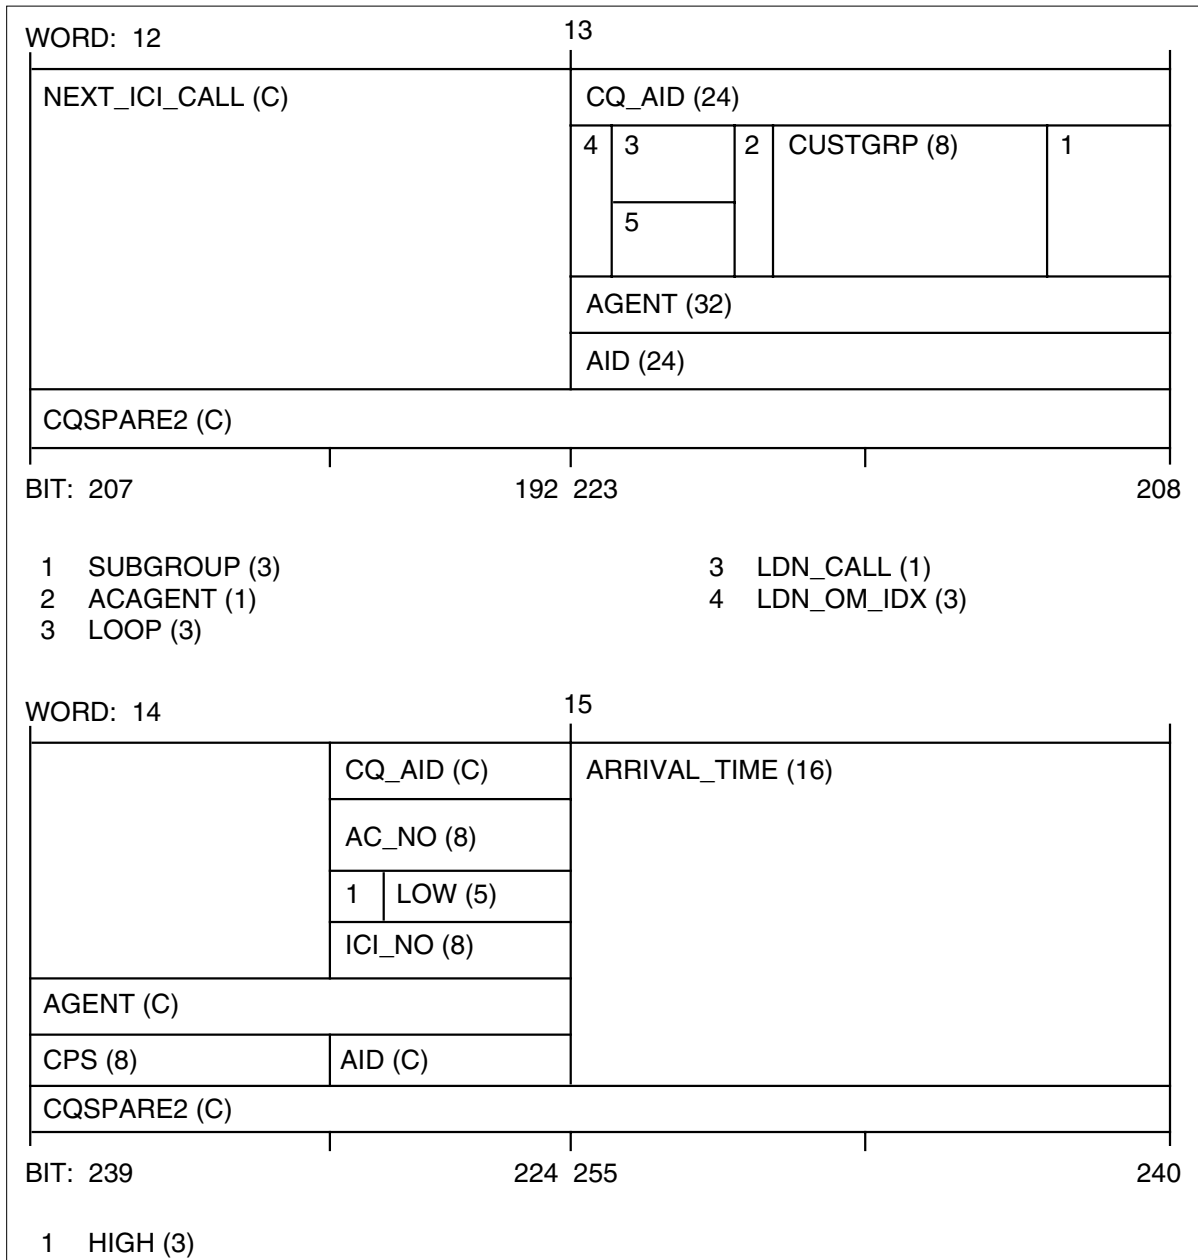 WORD: 12 13
NEXT_ICI_CALL (C) CQ_AID (24)
4 3 2 CUSTGRP (8) 1
5
AGENT (32)
AID (24)
CQSPARE2 (C)
BIT: 207 192 223 208
1 SUBGROUP (3) 3 LDN_CALL (1)
2 ACAGENT (1) 4 LDN_OM_IDX (3)
3 LOOP (3)
WORD: 14 15
CQ_AID (C) ARRIVAL_TIME (16)
AC_NO (8)
1 LOW (5)
ICI_NO (8)
AGENT (C)
CPS (8) AID (C)
CQSPARE2 (C)
BIT: 239 224 255 240
1 HIGH (3)